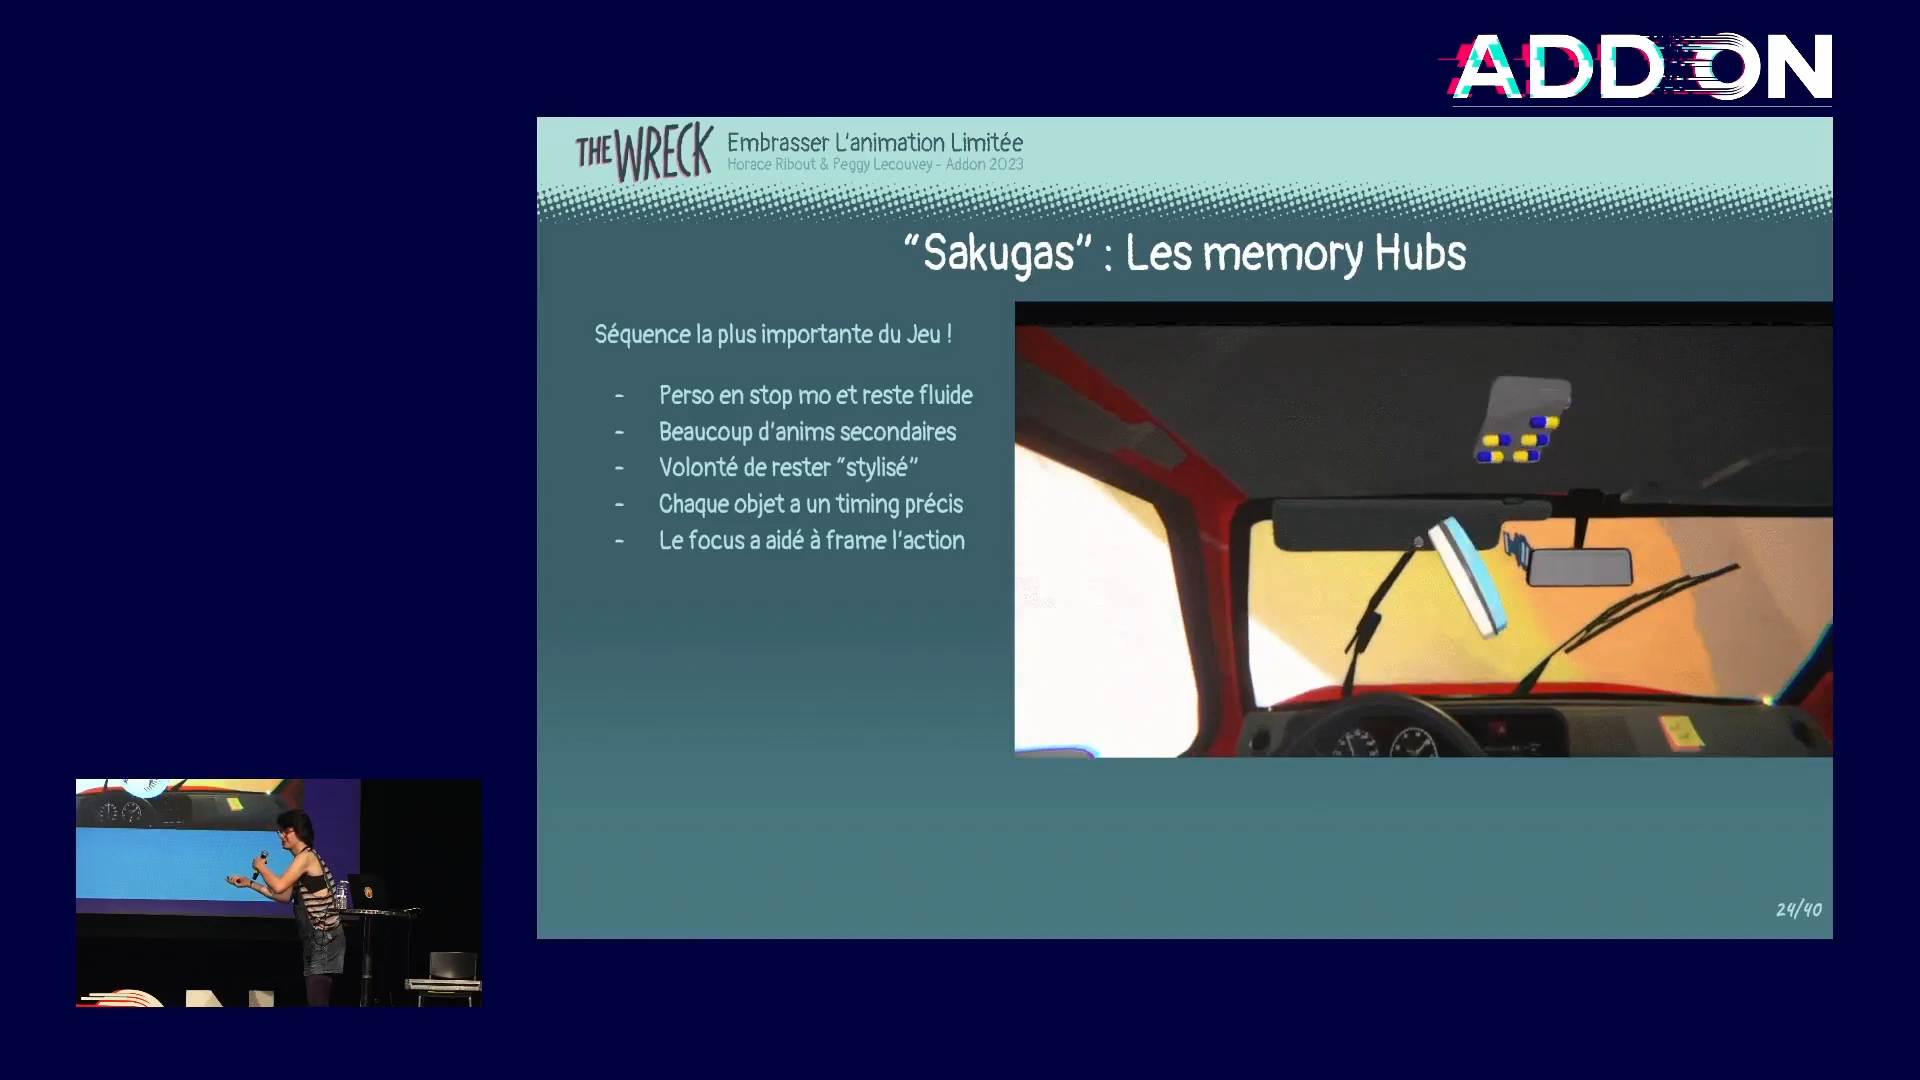 ADD ON
THE WRECK
Embrasser L'animation Limitée
Horace Ribout & Peggy Lecouvey - Addon 2023
"Sakugas" : Les memory Hubs
Séquence la plus importante du Jeu !
- Perso en stop mo et reste fluide
- Beaucoup d'anims secondaires
- Volonté de rester "stylisé"
- Chaque objet a un timing précis
- Le focus a aidé à frame l'action
24/40